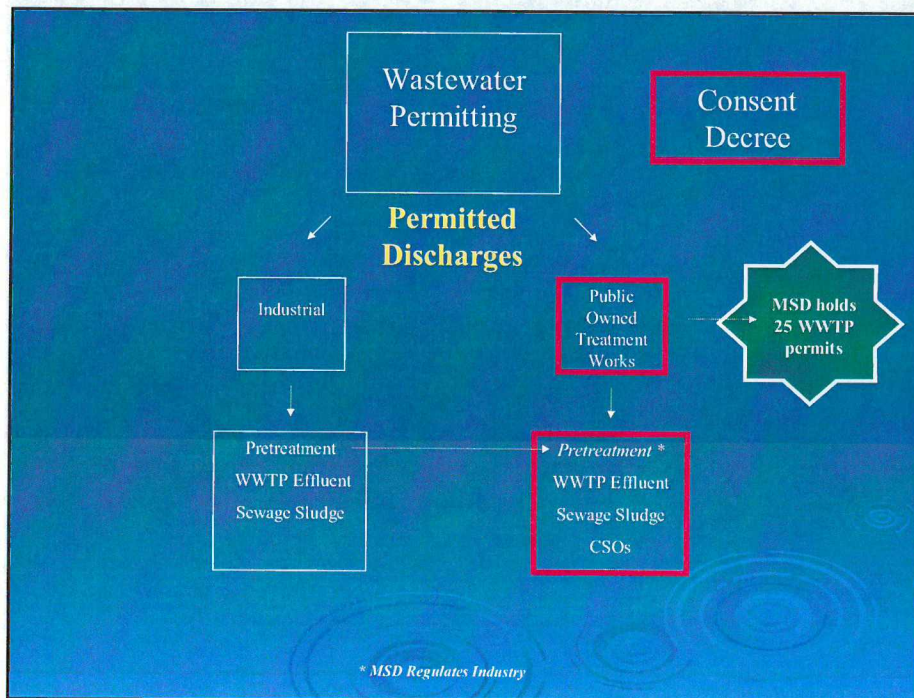 Wastewater
Permitting
Consent
Decree
Permitted
Discharges
Industrial
Public
Owned
Treatment
Works
MSD holds
25 WWTP
permits
Pretreatment
WWTP Effluent
Sewage Sludge
Pretreatment *
WWTP Effluent
Sewage Sludge
CSOs
* MSD Regulates Industry